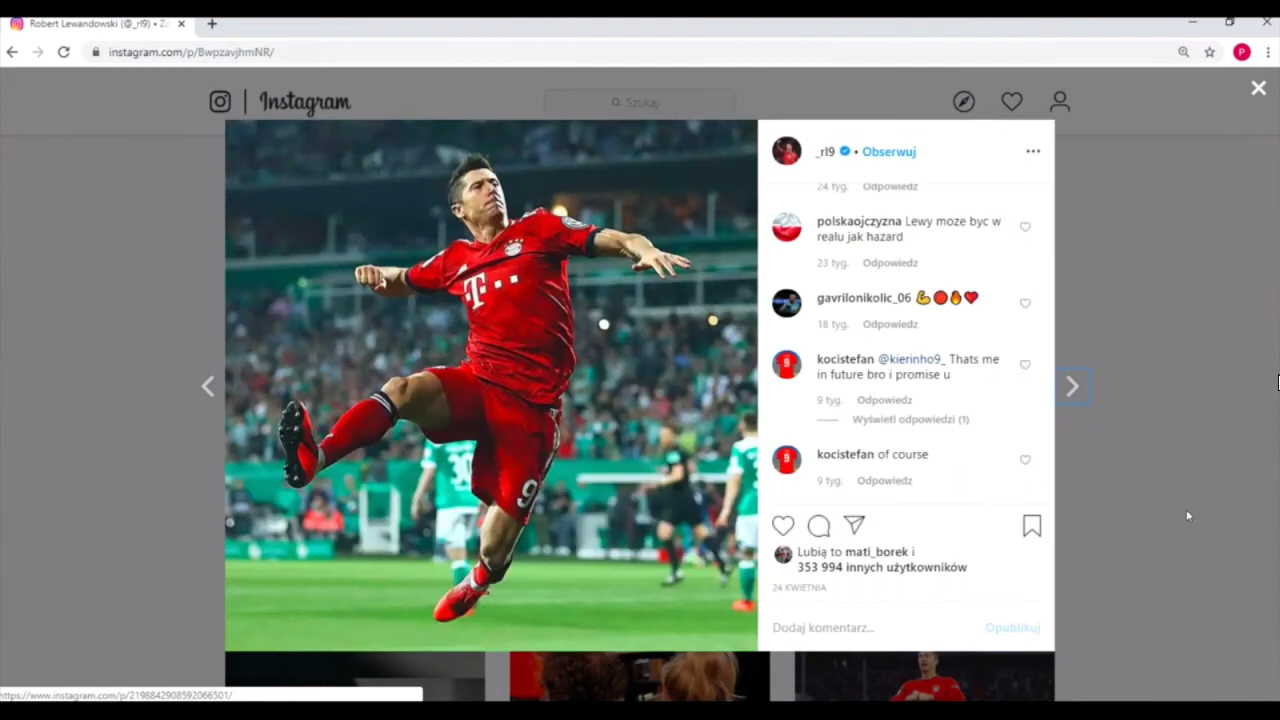 Robert Lewandowski (@_rl9) • Z
instagram.com/p/BwpzavjhmNR/
P
Instagram
Szukaj
_rl9 • Obserwuj
24 tyg. Odpowiedz
polskaojczyzna Lewy moze byc w
realu jak hazard
23 tyg. Odpowiedz
gavrilonikolic_06 💪🔴🔥❤️
18 tyg. Odpowiedz
kocistefan @kierinho9_ Thats me
in future bro i promise u
9 tyg. Odpowiedz
Wyświetl odpowiedzi (1)
kocistefan of course
9 tyg. Odpowiedz
Lubią to mati_borek i
353 994 innych użytkowników
24 KWIETNIA
Dodaj komentarz... Opublikuj
T
9
https://www.instagram.com/p/2198842908592066501/